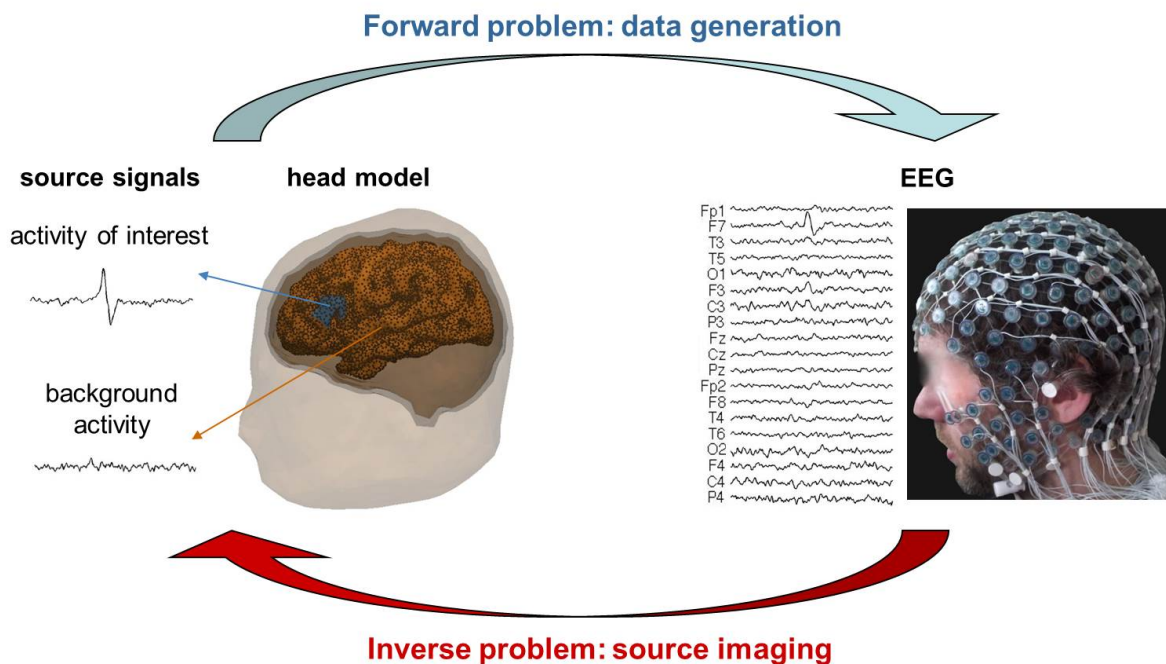 Forward problem: data generation
source signals
head model
EEG
activity of interest
background
activity
Fp1
F7
T3
T5
O1
F3
C3
P3
Fz
Cz
Pz
Fp2
F8
T4
T6
O2
F4
C4
P4
Inverse problem: source imaging